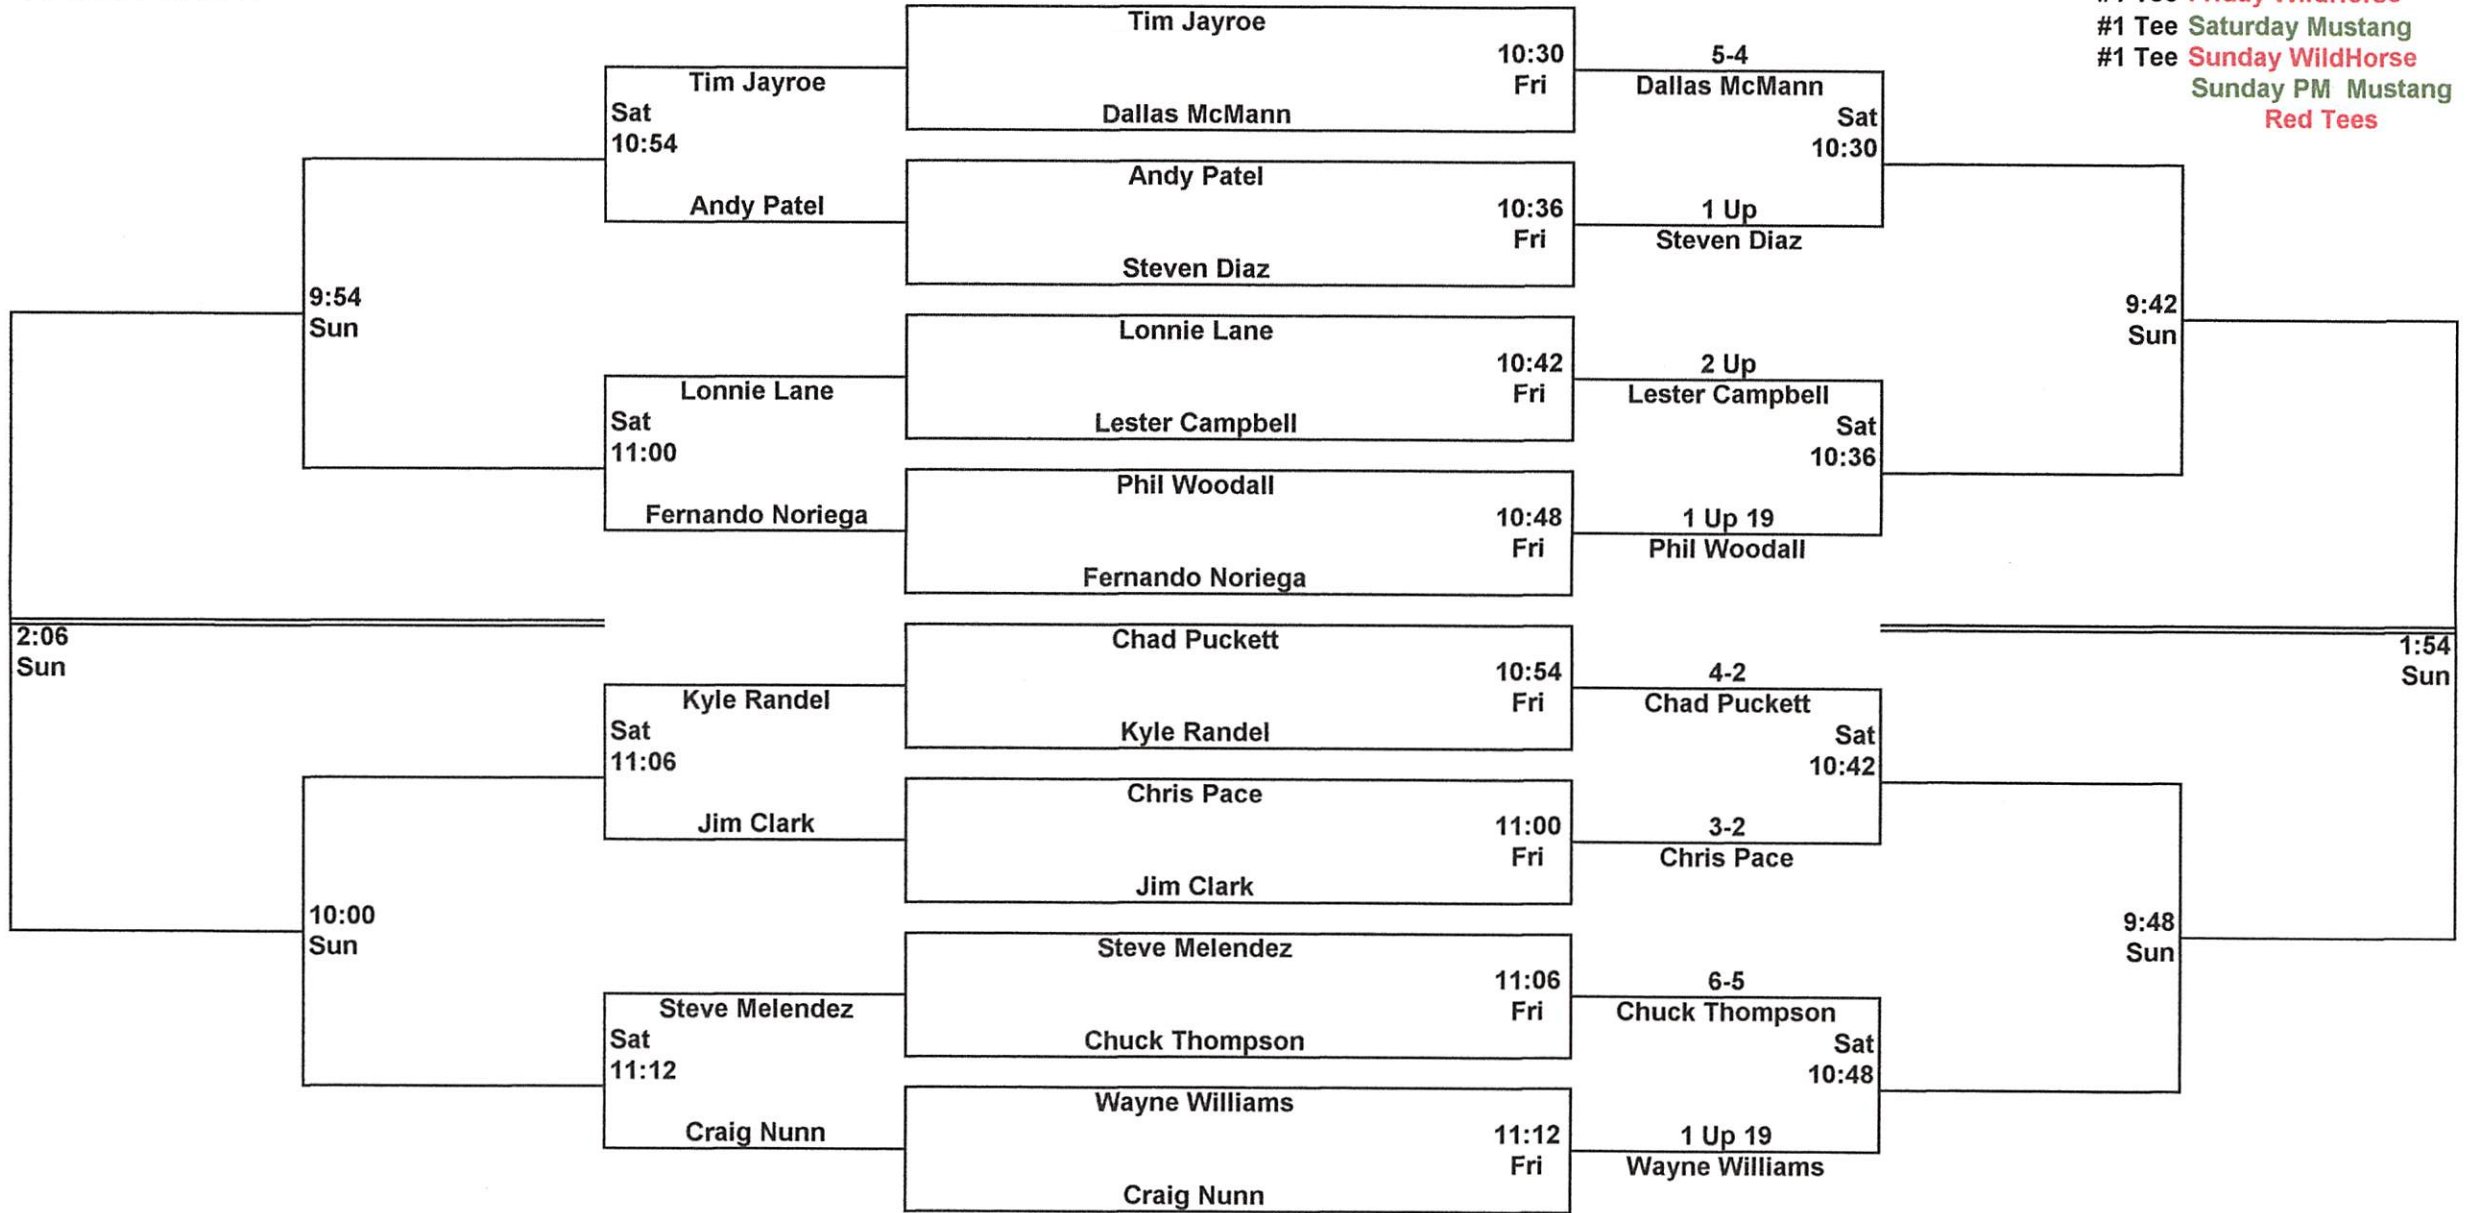 #1 Tee Friday WildHorse
#1 Tee Saturday Mustang
#1 Tee Sunday WildHorse
Sunday PM Mustang
Red Tees
Tim Jayroe
10:30
Fri
Dallas McMann
Andy Patel
10:36
Fri
Steven Diaz
Lonnie Lane
10:42
Fri
Lester Campbell
Phil Woodall
10:48
Fri
Fernando Noriega
Chad Puckett
10:54
Fri
Kyle Randel
Chris Pace
11:00
Fri
Jim Clark
Steve Melendez
11:06
Fri
Chuck Thompson
Wayne Williams
11:12
Fri
Craig Nunn
Tim Jayroe
Sat
10:54
Andy Patel
Lonnie Lane
Sat
11:00
Fernando Noriega
Kyle Randel
Sat
11:06
Jim Clark
Steve Melendez
Sat
11:12
Craig Nunn
9:54
Sun
10:00
Sun
2:06
Sun
5-4
Dallas McMann
Sat
10:30
1 Up
Steven Diaz
2 Up
Lester Campbell
Sat
10:36
1 Up 19
Phil Woodall
4-2
Chad Puckett
Sat
10:42
3-2
Chris Pace
6-5
Chuck Thompson
Sat
10:48
1 Up 19
Wayne Williams
9:42
Sun
9:48
Sun
1:54
Sun